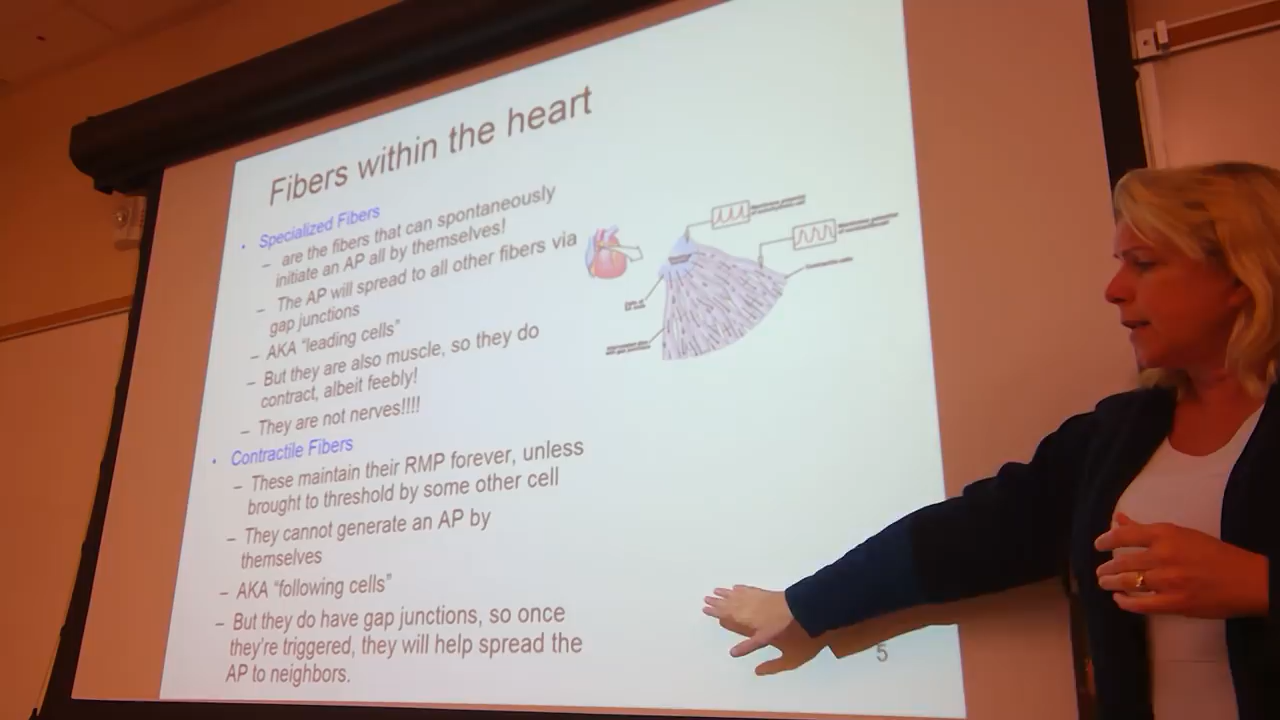 Fibers within the heart
• Specialized Fibers
– are the fibers that can spontaneously
initiate an AP all by themselves!
– The AP will spread to all other fibers via
gap junctions
– AKA “leading cells”
– But they are also muscle, so they do
contract, albeit feebly!
– They are not nerves!!!!
• Contractile Fibers
– These maintain their RMP forever, unless
brought to threshold by some other cell
– They cannot generate an AP by
themselves
– AKA “following cells”
– But they do have gap junctions, so once
they’re triggered, they will help spread the
AP to neighbors.
5